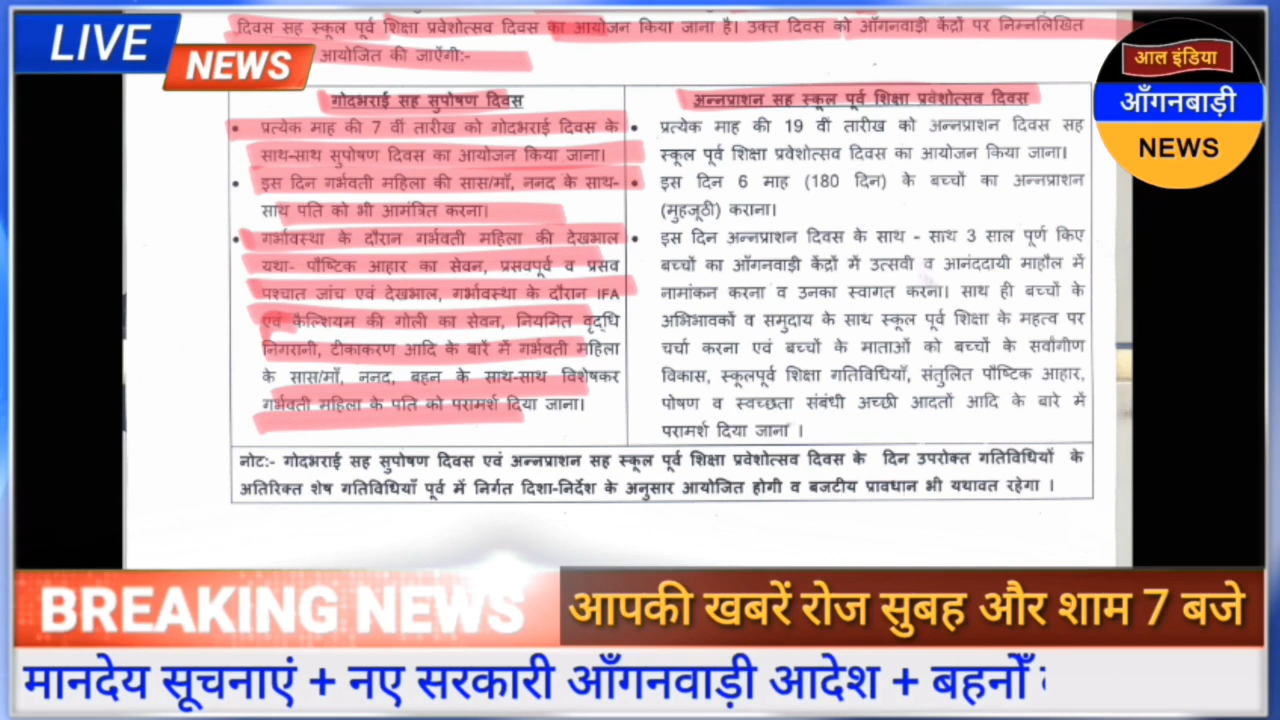 दिवस सह स्कूल पूर्व शिक्षा प्रवेशोत्सव दिवस का आयोजन किया जाना है। उक्त दिवस को आँगनवाड़ी केंद्रों पर निम्नलिखित
आयोजित की जाएँगी:-
LIVE
NEWS
आल इंडिया
आँगनबाड़ी
NEWS
गोदभराई सह सुपोषण दिवस
• प्रत्येक माह की 7 वीं तारीख को गोदभराई दिवस के
साथ-साथ सुपोषण दिवस का आयोजन किया जाना।
• इस दिन गर्भवती महिला की सास/माँ, ननद के साथ-
साथ पति को भी आमंत्रित करना।
• गर्भावस्था के दौरान गर्भवती महिला की देखभाल
यथा- पौष्टिक आहार का सेवन, प्रसवपूर्व व प्रसव
पश्चात जांच एवं देखभाल, गर्भावस्था के दौरान IFA
एवं कैल्शियम की गोली का सेवन, नियमित वृद्धि
निगरानी, टीकाकरण आदि के बारें में गर्भवती महिला
के सास/माँ, ननद, बहन के साथ-साथ विशेषकर
गर्भवती महिला के पति को परामर्श दिया जाना।
अन्नप्राशन सह स्कूल पूर्व शिक्षा प्रवेशोत्सव दिवस
• प्रत्येक माह की 19 वीं तारीख को अन्नप्राशन दिवस सह
स्कूल पूर्व शिक्षा प्रवेशोत्सव दिवस का आयोजन किया जाना।
• इस दिन 6 माह (180 दिन) के बच्चों का अन्नप्राशन
(मुहजूठी) कराना।
• इस दिन अन्नप्राशन दिवस के साथ - साथ 3 साल पूर्ण किए
बच्चों का आँगनवाड़ी केंद्रों में उत्सवी व आनंददायी माहौल में
नामांकन करना व उनका स्वागत करना। साथ ही बच्चों के
अभिभावकों व समुदाय के साथ स्कूल पूर्व शिक्षा के महत्व पर
चर्चा करना एवं बच्चों के माताओं को बच्चों के सर्वांगीण
विकास, स्कूलपूर्व शिक्षा गतिविधियाँ, संतुलित पौष्टिक आहार,
पोषण व स्वच्छता संबंधी अच्छी आदतों आदि के बारे में
परामर्श दिया जाना ।
नोट:- गोदभराई सह सुपोषण दिवस एवं अन्नप्राशन सह स्कूल पूर्व शिक्षा प्रवेशोत्सव दिवस के दिन उपरोक्त गतिविधियों के
अतिरिक्त शेष गतिविधियाँ पूर्व में निर्गत दिशा-निर्देश के अनुसार आयोजित होगी व बजटीय प्रावधान भी यथावत रहेगा ।
BREAKING NEWS
आपकी खबरें रोज सुबह और शाम 7 बजे
मानदेय सूचनाएं + नए सरकारी आँगनवाड़ी आदेश + बहनोँ